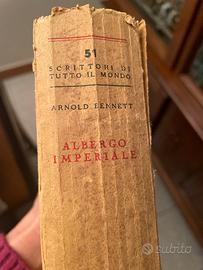 51
SCRITTORI DI
TUTTO IL MONDO
ARNOLD BENNETT
ALBERGO
IMPERIALE
subito